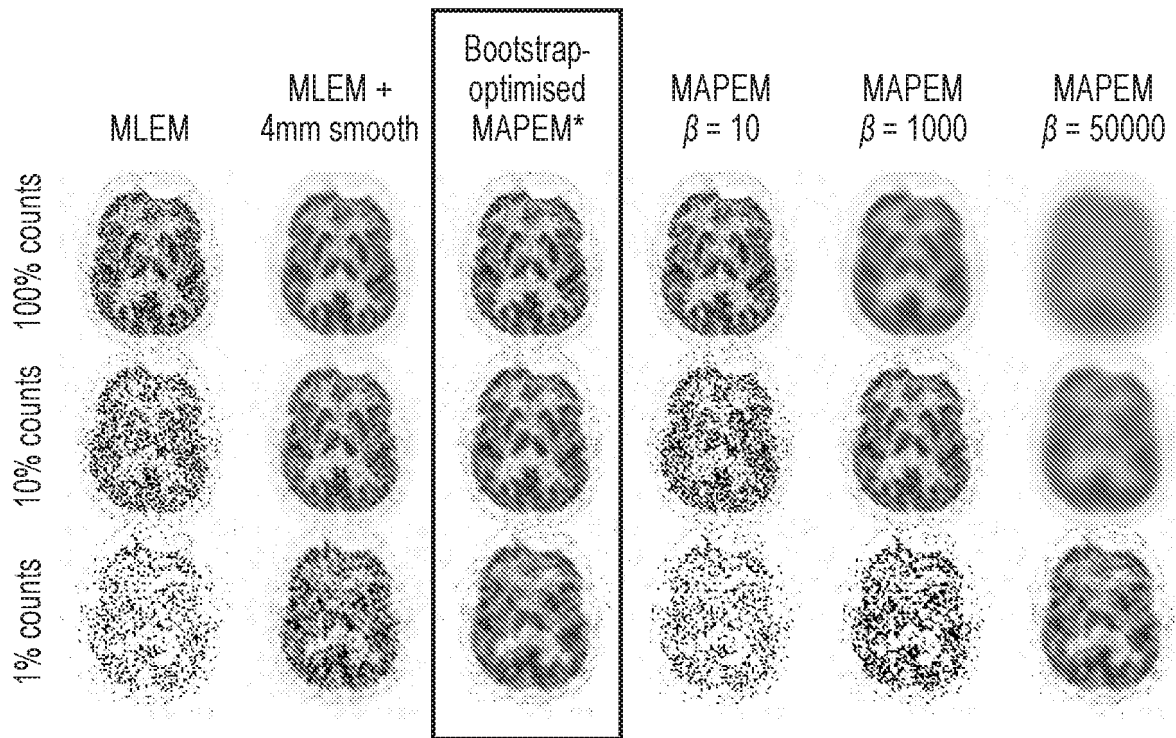 MLEM
MLEM +
4mm smooth
Bootstrap-
optimised
MAPEM*
MAPEM
β = 10
MAPEM
β = 1000
MAPEM
β = 50000
100% counts
10% counts
1% counts